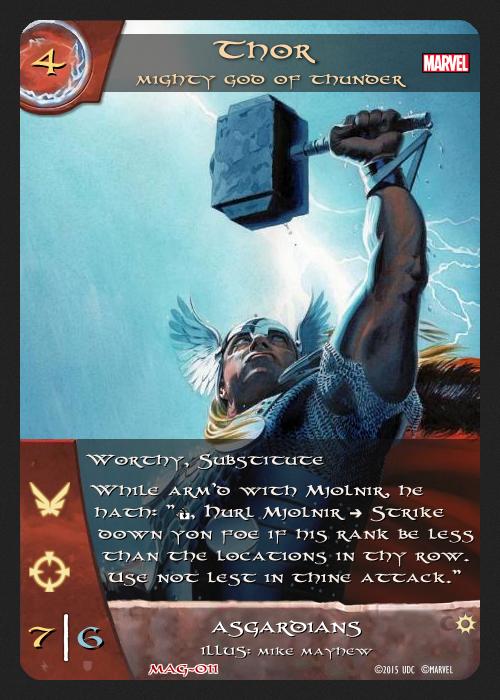 4
Thor
Mighty God of Thunder
MARVEL
Worthy, Substitute
While arm'd with Mjolnir, he
hath: " , Hurl Mjolnir → Strike
down yon foe if his rank be less
than the locations in thy row.
Use not lest in thine attack."
7 | 6
Asgardians
Illus: Mike Mayhew
MAG-011
©2015 UDC ©MARVEL